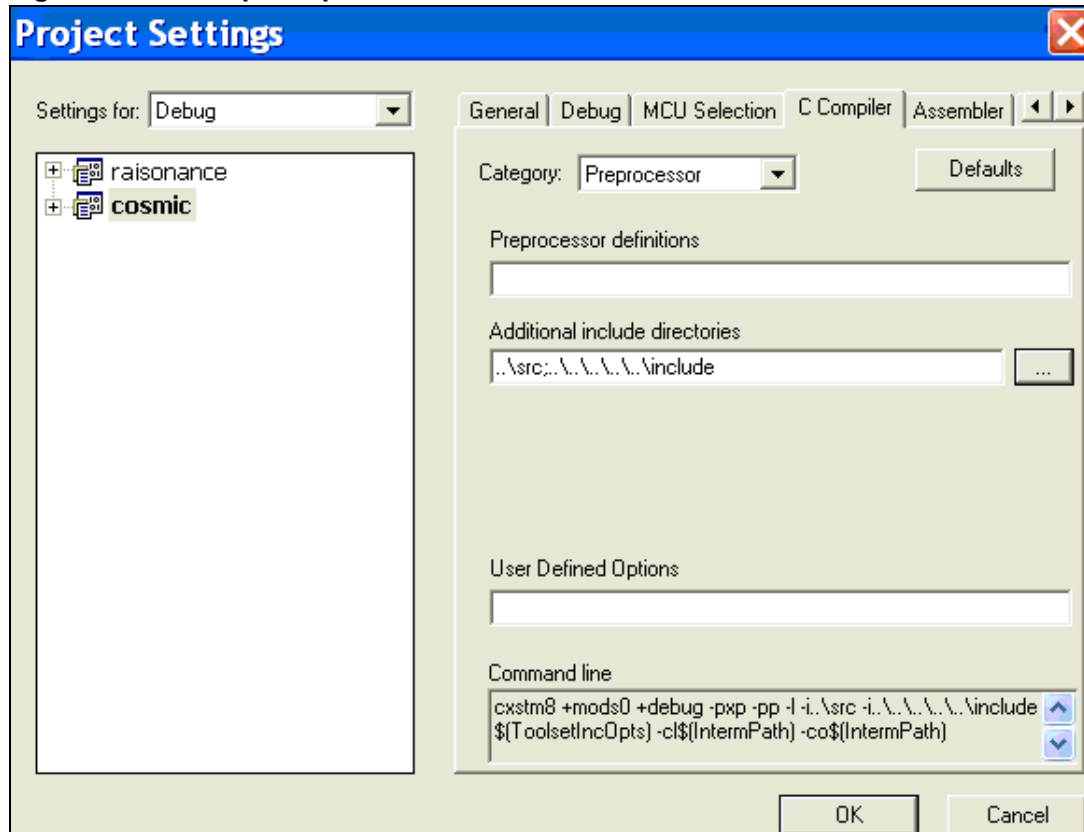 Project Settings
Settings for: Debug
raisonance
cosmic
General Debug MCU Selection C Compiler Assembler
Category: Preprocessor Defaults
Preprocessor definitions
Additional include directories
..\src;..\..\..\..\..\include ...
User Defined Options
Command line
cxstm8 +mods0 +debug -pxp -pp -l -i..\src -i..\..\..\..\..\include
$(ToolsetIncOpts) -cl$(IntermPath) -co$(IntermPath)
OK Cancel